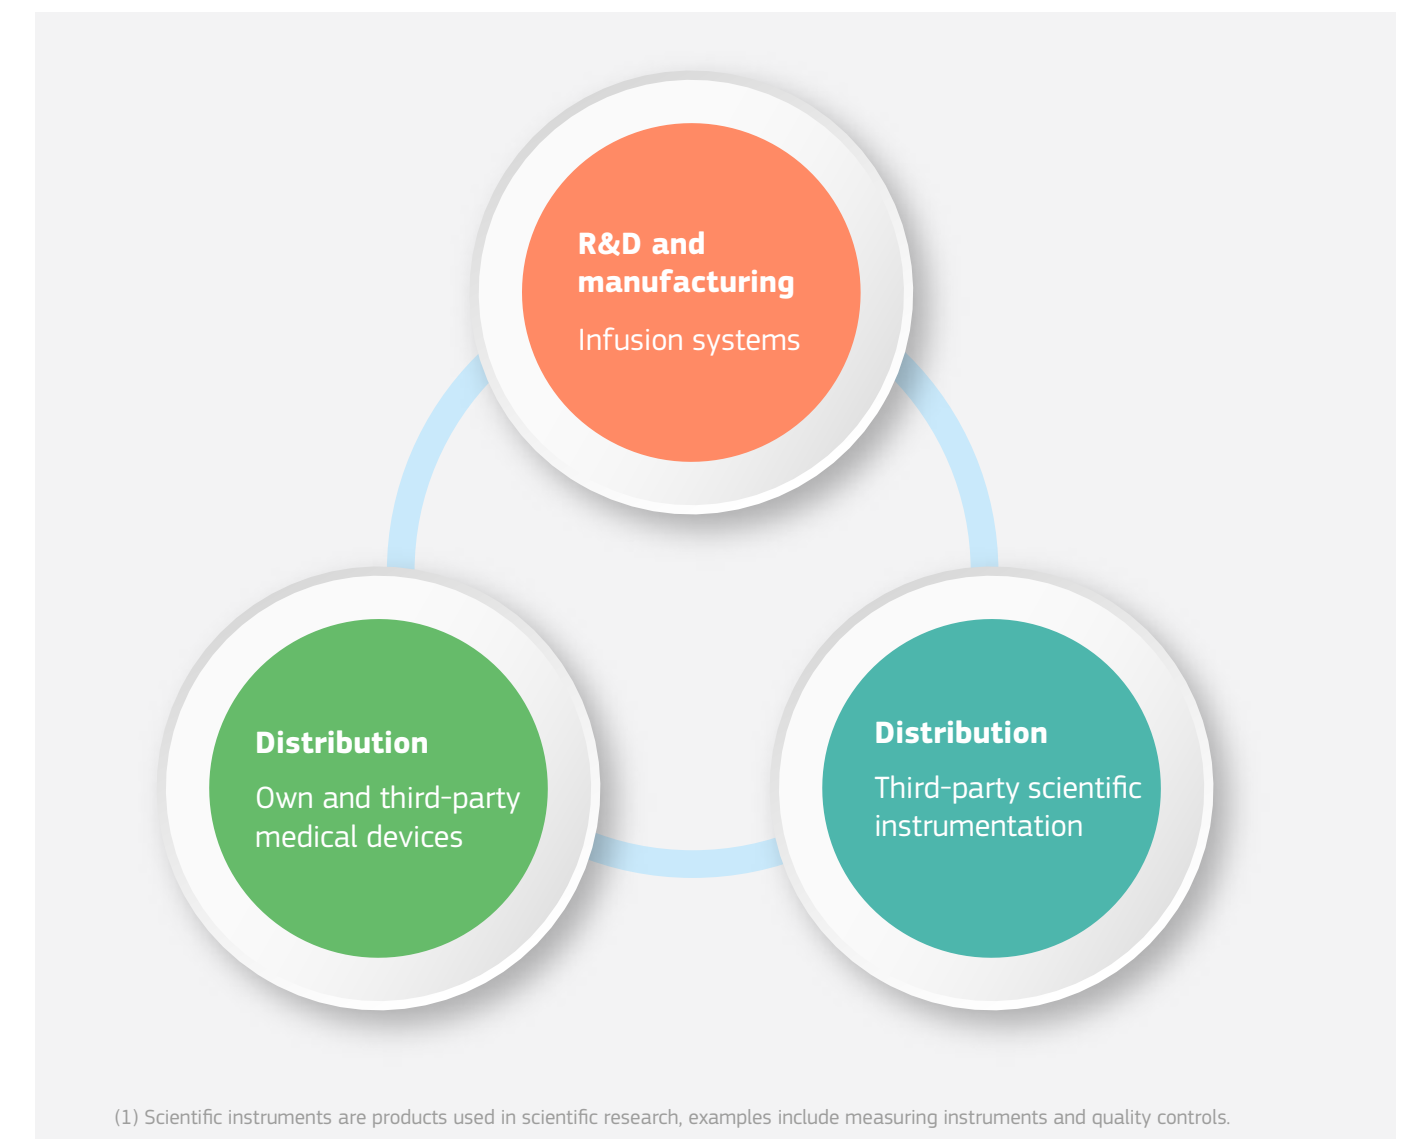 R&D and
manufacturing
Infusion systems
Distribution
Own and third-party
medical devices
Distribution
Third-party scientific
instrumentation
(1) Scientific instruments are products used in scientific research, examples include measuring instruments and quality controls.